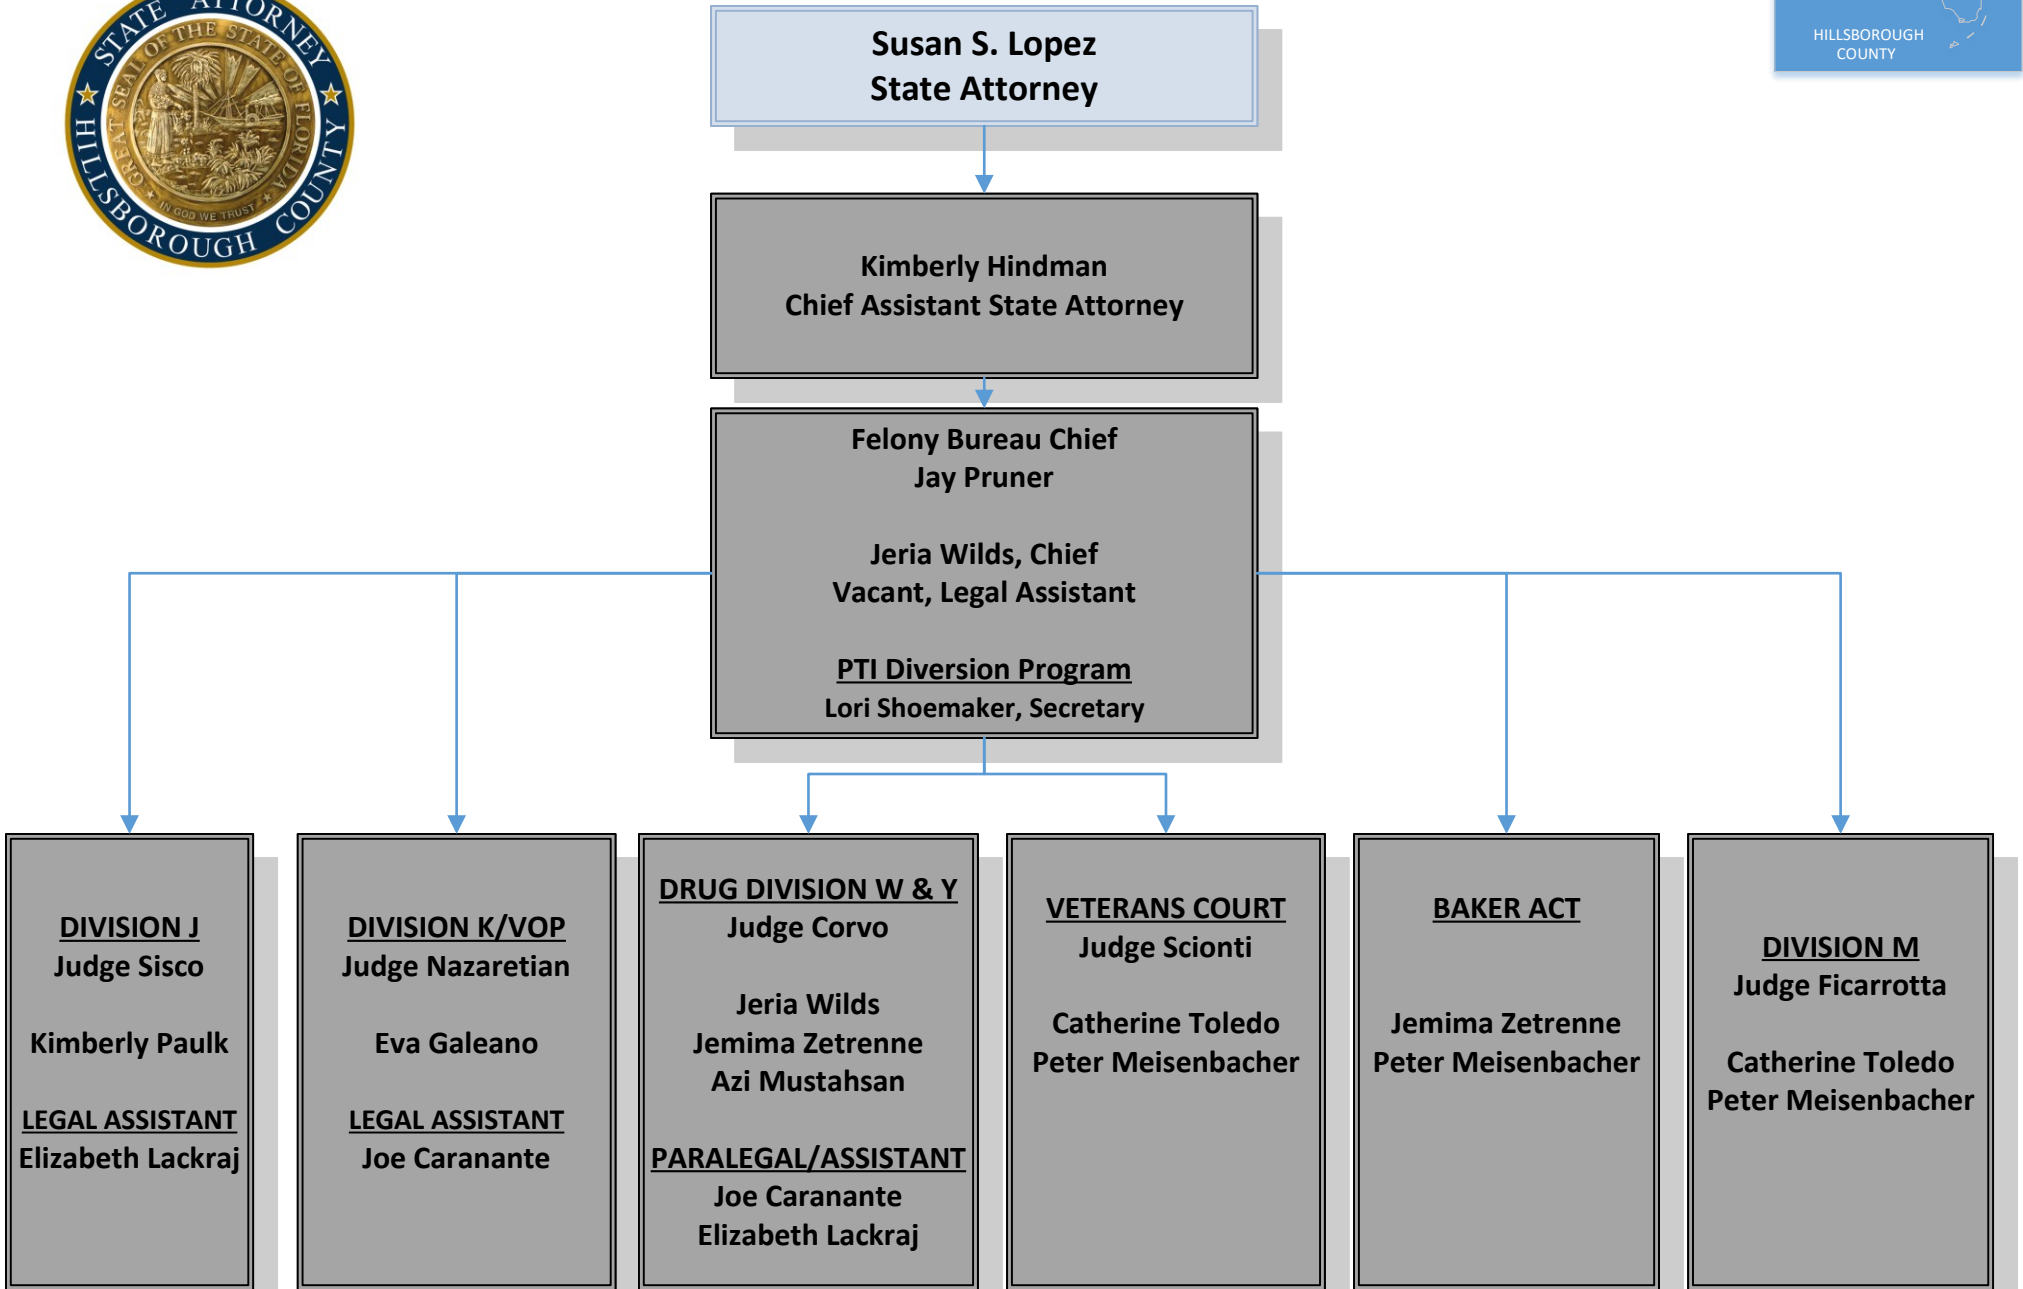 STATE ATTORNEY
HILLSBOROUGH COUNTY
GREAT SEAL OF THE STATE OF FLORIDA
IN GOD WE TRUST
HILLSBOROUGH
COUNTY
Susan S. Lopez
State Attorney
Kimberly Hindman
Chief Assistant State Attorney
Felony Bureau Chief
Jay Pruner
Jeria Wilds, Chief
Vacant, Legal Assistant
PTI Diversion Program
Lori Shoemaker, Secretary
DIVISION J
Judge Sisco
Kimberly Paulk
LEGAL ASSISTANT
Elizabeth Lackraj
DIVISION K/VOP
Judge Nazaretian
Eva Galeano
LEGAL ASSISTANT
Joe Caranante
DRUG DIVISION W & Y
Judge Corvo
Jeria Wilds
Jemima Zetrenne
Azi Mustahsan
PARALEGAL/ASSISTANT
Joe Caranante
Elizabeth Lackraj
VETERANS COURT
Judge Scionti
Catherine Toledo
Peter Meisenbacher
BAKER ACT
Jemima Zetrenne
Peter Meisenbacher
DIVISION M
Judge Ficarrotta
Catherine Toledo
Peter Meisenbacher